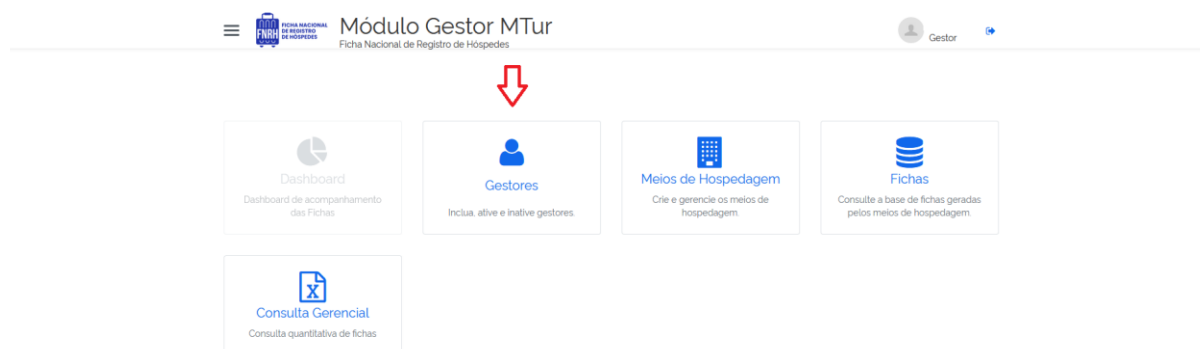 FNRH
FICHA NACIONAL
DE REGISTRO
DE HÓSPEDES
Módulo Gestor MTur
Ficha Nacional de Registro de Hóspedes
Gestor
Dashboard
Dashboard de acompanhamento
das Fichas
Gestores
Inclua, ative e inative gestores.
Meios de Hospedagem
Crie e gerencie os meios de
hospedagem.
Fichas
Consulte a base de fichas geradas
pelos meios de hospedagem.
X
Consulta Gerencial
Consulta quantitativa de fichas